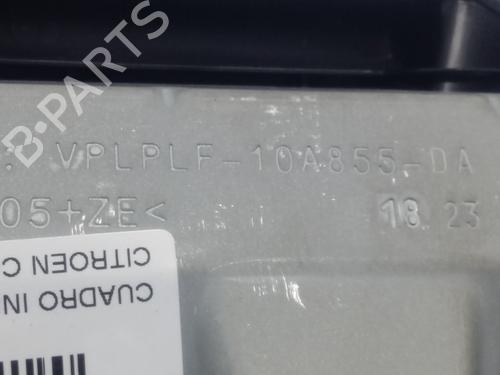 : VPLPLF-10A855-DA
05+ZE< 18 23
CUADRO IN
CITROEN C
B-PARTS